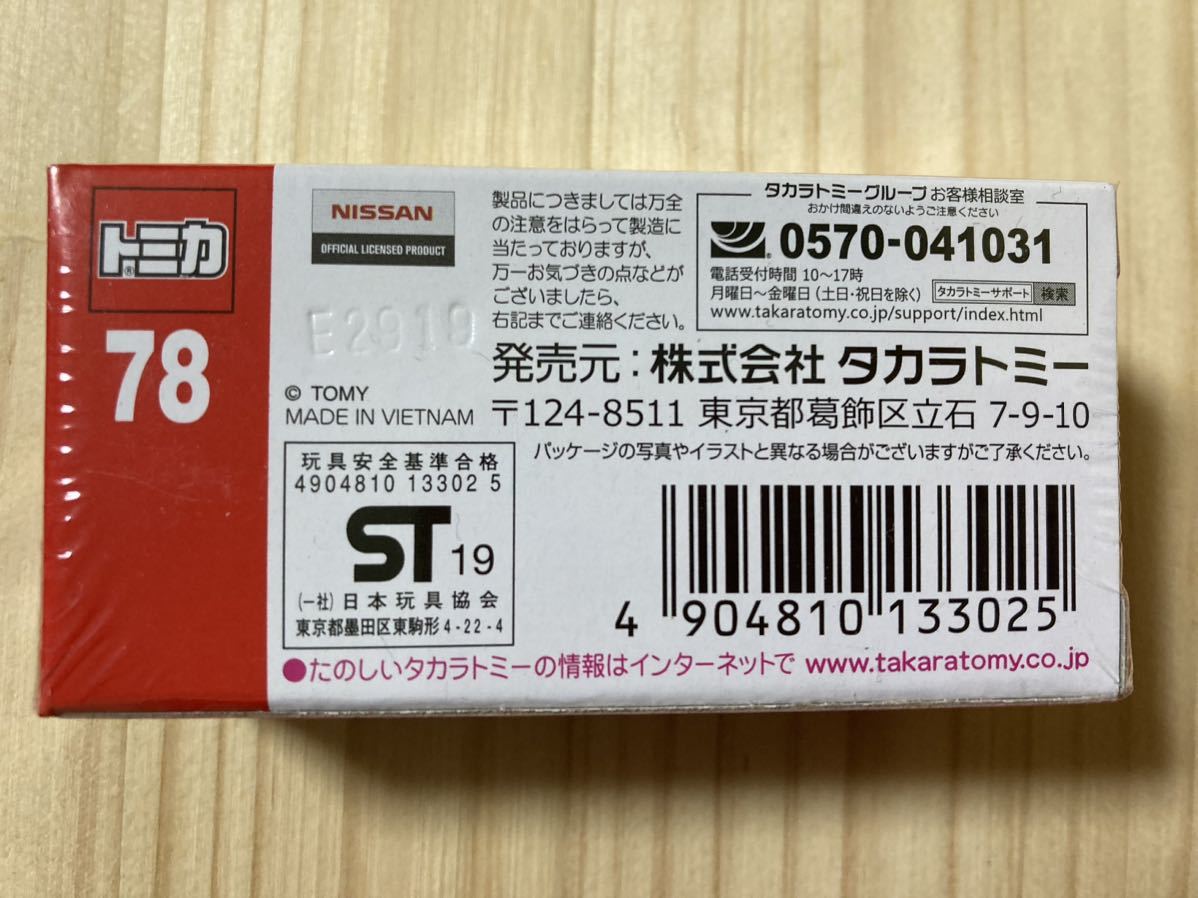 トミカ®
78
NISSAN
OFFICIAL LICENSED PRODUCT
E2919
© TOMY
MADE IN VIETNAM
製品につきましては万全
の注意をはらって製造に
当たっておりますが、
万一お気づきの点などが
ございましたら、
右記までご連絡ください。
タカラトミーグループお客様相談室
おかけ間違えのないようご注意ください
0570-041031
電話受付時間 10〜17時
月曜日〜金曜日(土日・祝日を除く) タカラトミーサポート 検索
www.takaratomy.co.jp/support/index.html
発売元:株式会社 タカラトミー
〒124-8511 東京都葛飾区立石 7-9-10
パッケージの写真やイラストと異なる場合がございますがご了承ください。
玩具安全基準合格
4904810 13302 5
ST 19
(一社)日本玩具協会
東京都墨田区東駒形4-22-4
4 904810 133025
●たのしいタカラトミーの情報はインターネットで www.takaratomy.co.jp